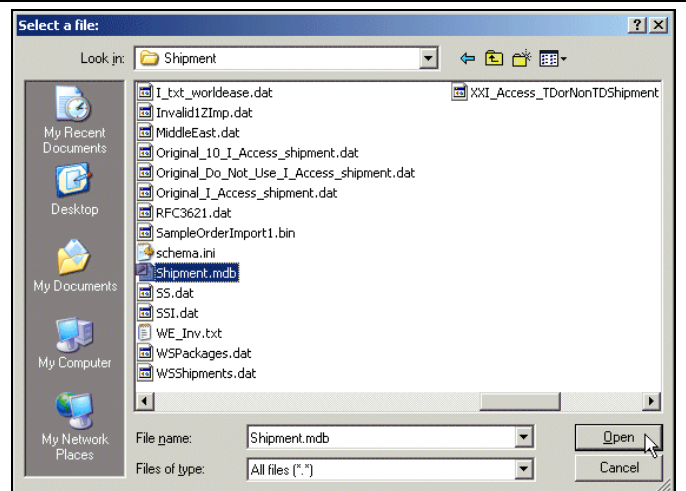 Select a file:
Look in:
Shipment
My Recent
Documents
Desktop
My Documents
My Computer
My Network
Places
I_txt_worldease.dat
Invalid1ZImp.dat
MiddleEast.dat
Original_10_I_Access_shipment.dat
Original_Do_Not_Use_I_Access_shipment.dat
Original_I_Access_shipment.dat
RFC3621.dat
SampleOrderImport1.bin
schema.ini
Shipment.mdb
SS.dat
SSI.dat
WE_Inv.txt
WSPackages.dat
WSShipments.dat
XXI_Access_TDorNonTDShipment
File name:
Shipment.mdb
Open
Files of type:
All files (*.*)
Cancel